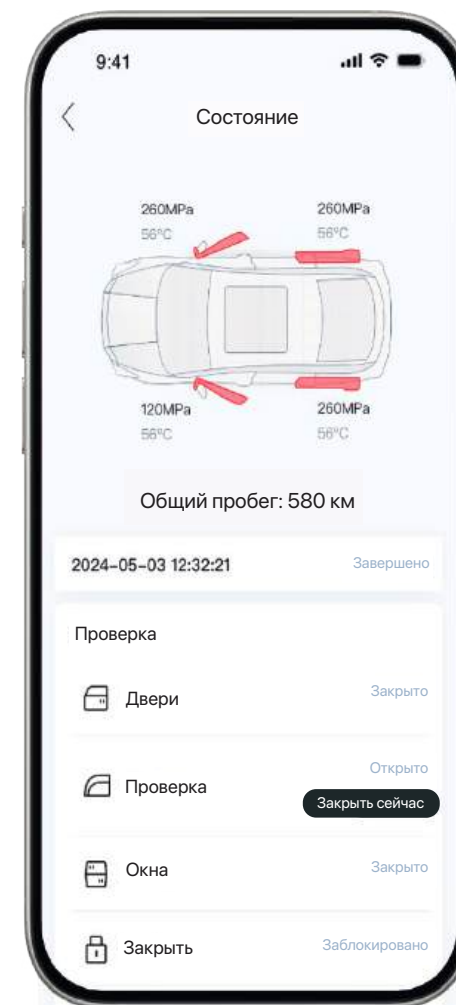 9:41
Состояние
260MPa 260MPa
56°C 56°C
120MPa 260MPa
56°C 56°C
Общий пробег: 580 км
2024-05-03 12:32:21 Завершено
Проверка
Двери Закрыто
Открыто
Проверка
Закрыть сейчас
Окна Закрыто
Закрыть Заблокировано